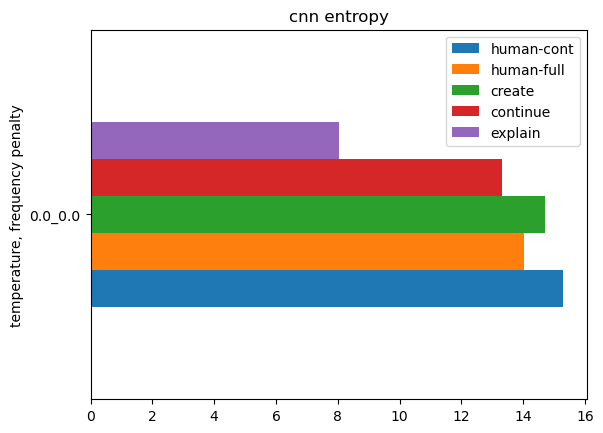 cnn entropy
human-cont
human-full
create
continue
explain
temperature, frequency penalty
0.0_0.0
0 2 4 6 8 10 12 14 16